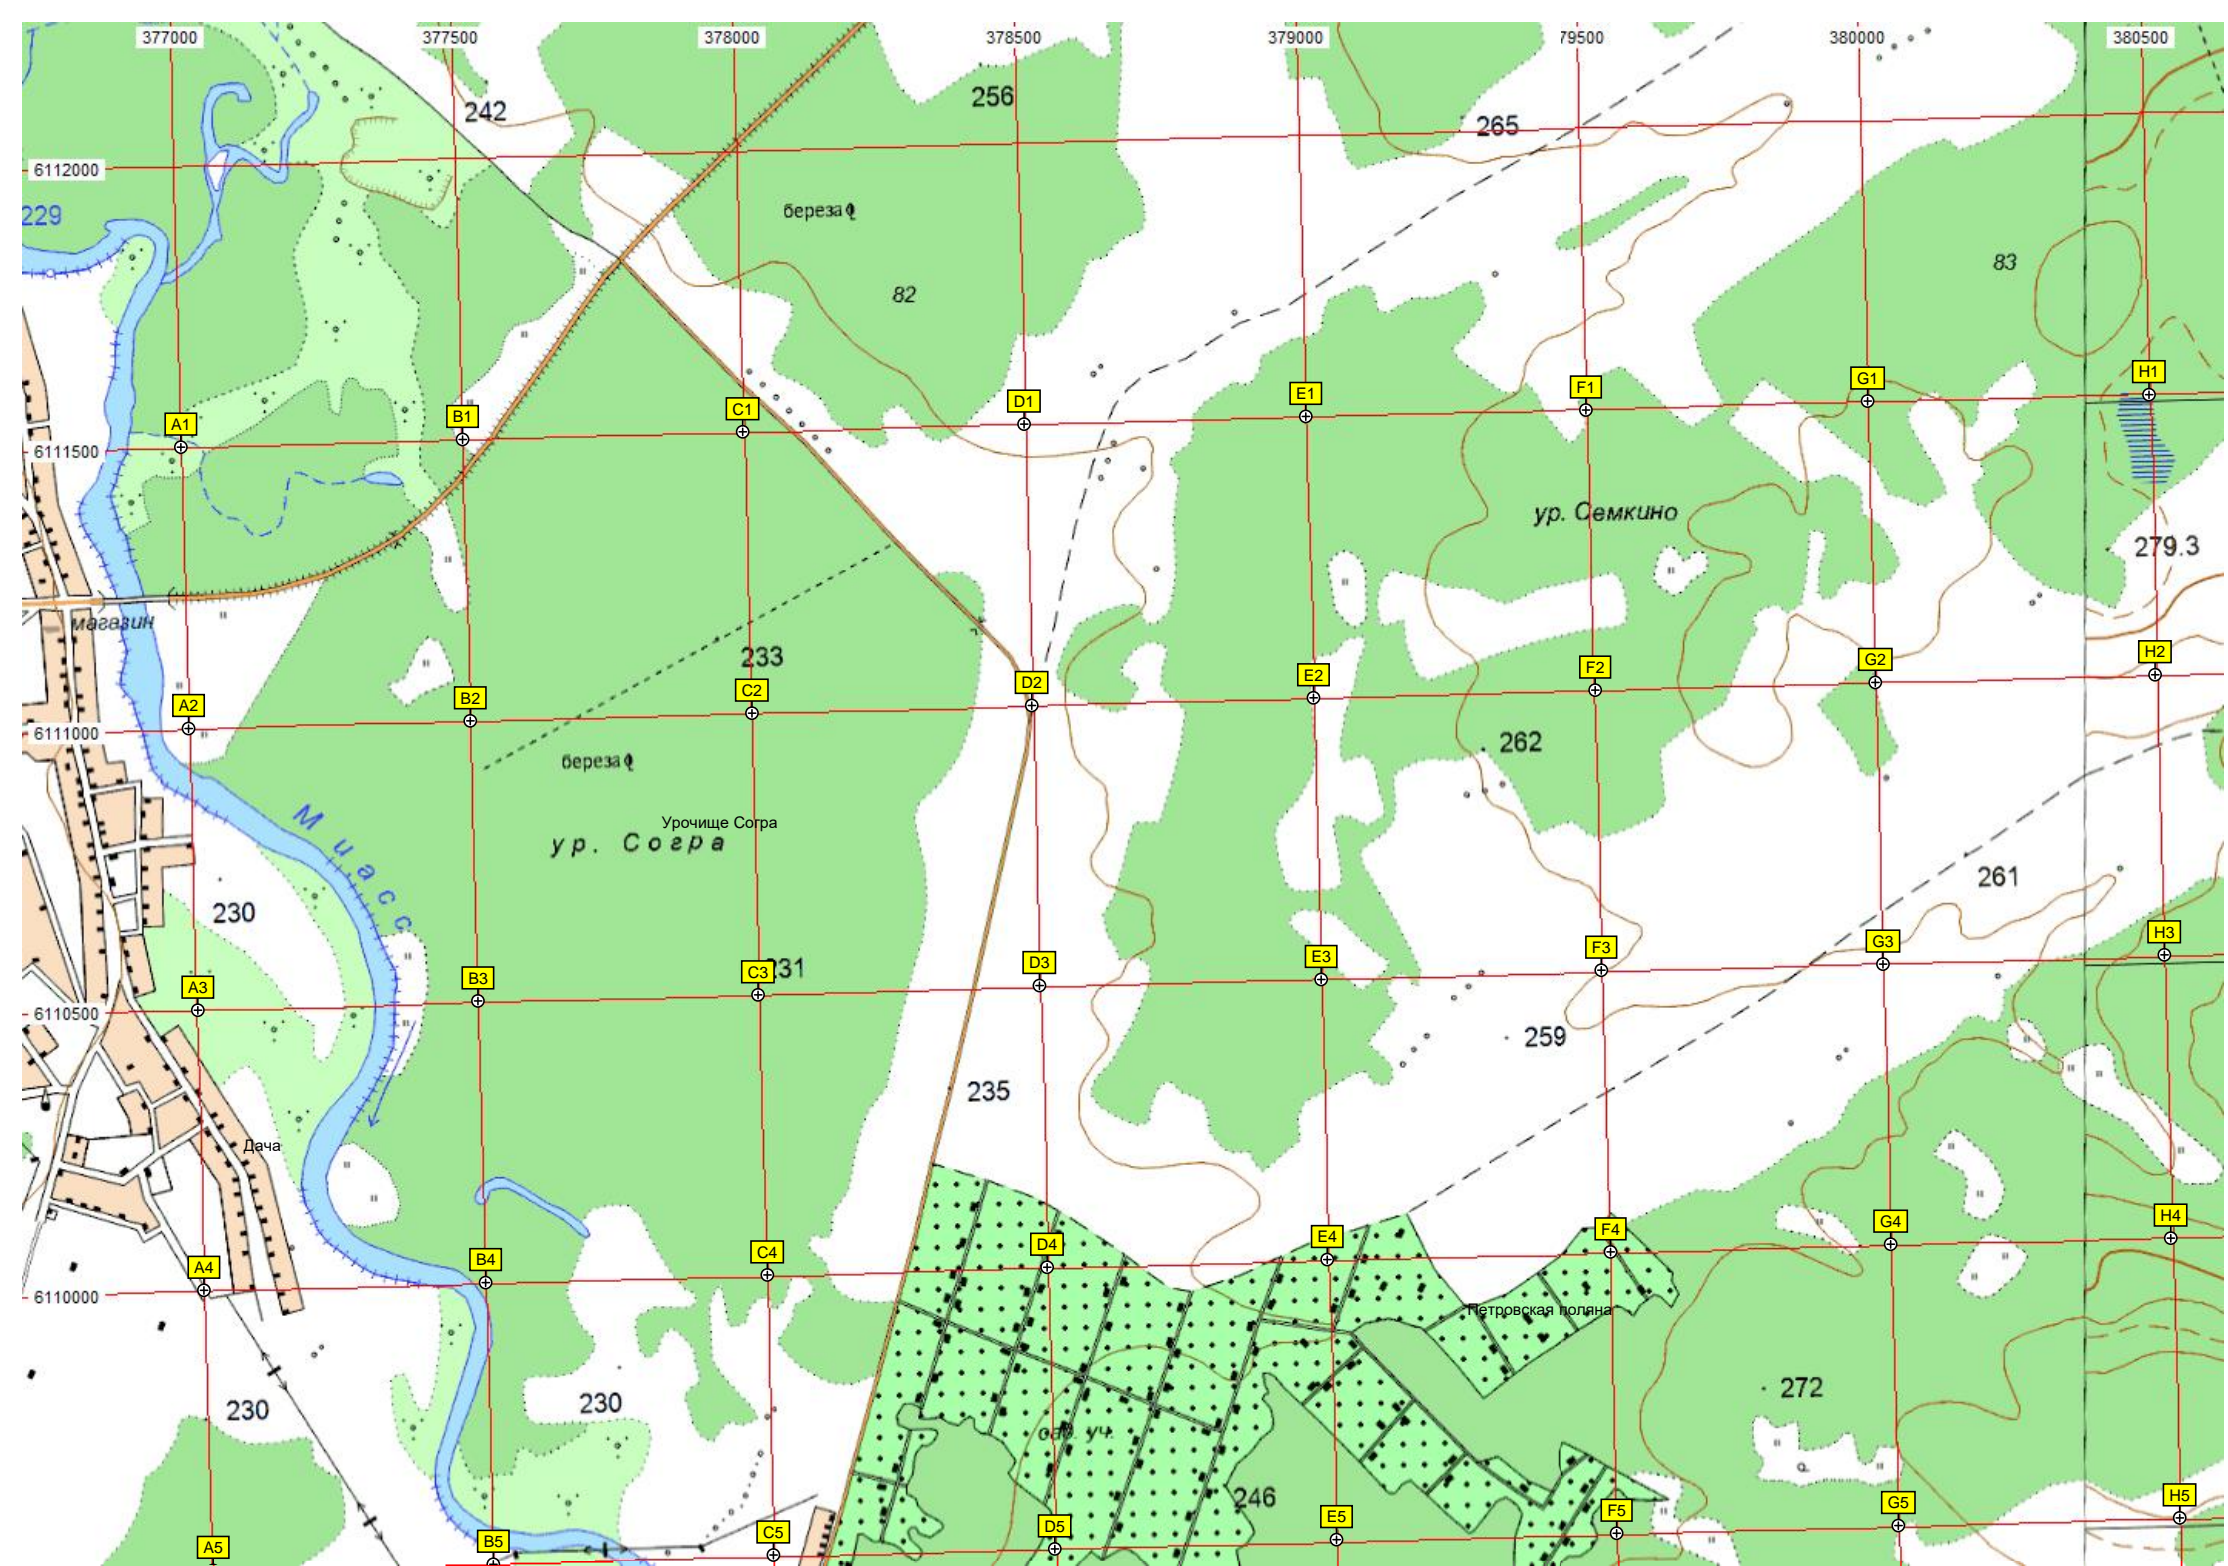 377000 377500 378000 378500 379000 79500 380000 380500
242 256 265
6112000
229
береза
82
83
A1 B1 C1 D1 E1 F1 G1 H1
6111500
ур. Семкино
279.3
магазин
233
A2 B2 C2 D2 E2 F2 G2 H2
6111000
262
береза
Урочище Согра
ур. Согра
Миасс
230
261
A3 B3 C3 D3 E3 F3 G3 H3
231
6110500
259
235
Дача
A4 B4 C4 D4 E4 F4 G4 H4
6110000
Петровская поляна
272
230
230
сад. уч.
246
A5 B5 C5 D5 E5 F5 G5 H5